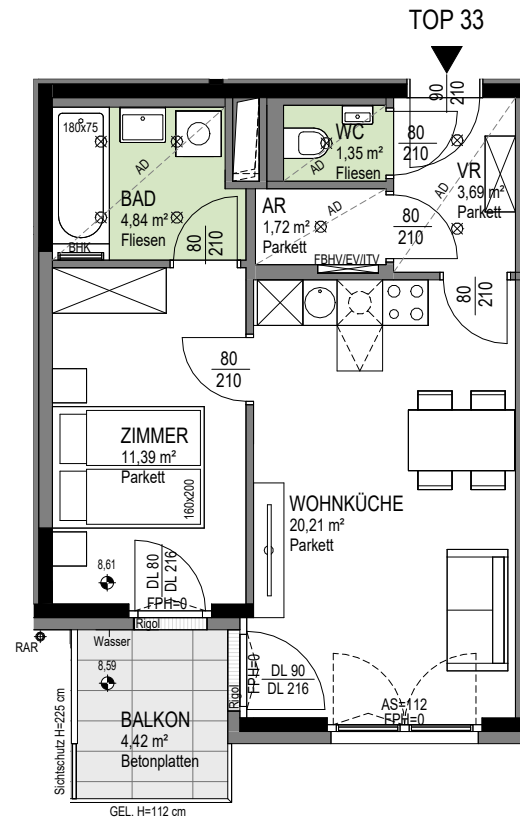 TOP 33
90
210
180x75
AD
BAD
4,84 m²
Fliesen
BHK
80
210
WC
1,35 m²
Fliesen
AD
80
210
VR
3,69 m²
Parkett
AD
AR
1,72 m²
Parkett
AD
80
210
FBHV/EV/ITV
80
210
80
210
ZIMMER
11,39 m²
Parkett
160x200
WOHNKÜCHE
20,21 m²
Parkett
8,61
DL 80
DL 216
FPH=0
Rigol
RAR
Wasser
8,59
Rigol
FPH=0
DL 90
DL 216
AS=112
FPH=0
BALKON
4,42 m²
Betonplatten
Sichtschutz H=225 cm
GEL. H=112 cm